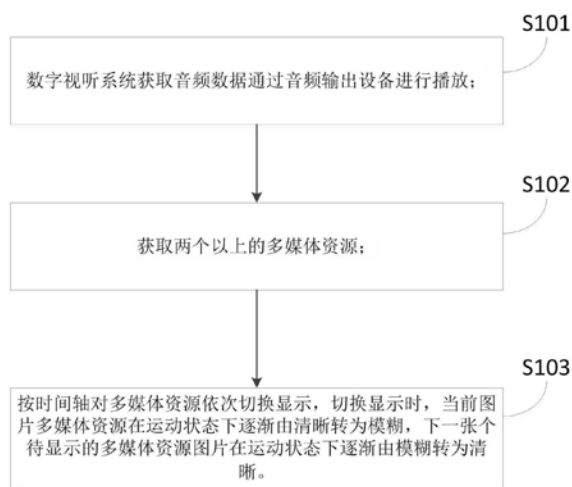 S101
数字视听系统获取音频数据通过音频输出设备进行播放；
S102
获取两个以上的多媒体资源；
S103
按时间轴对多媒体资源依次切换显示，切换显示时，当前图
片多媒体资源在运动状态下逐渐由清晰转为模糊，下一张个
待显示的多媒体资源图片在运动状态下逐渐由模糊转为清
晰。